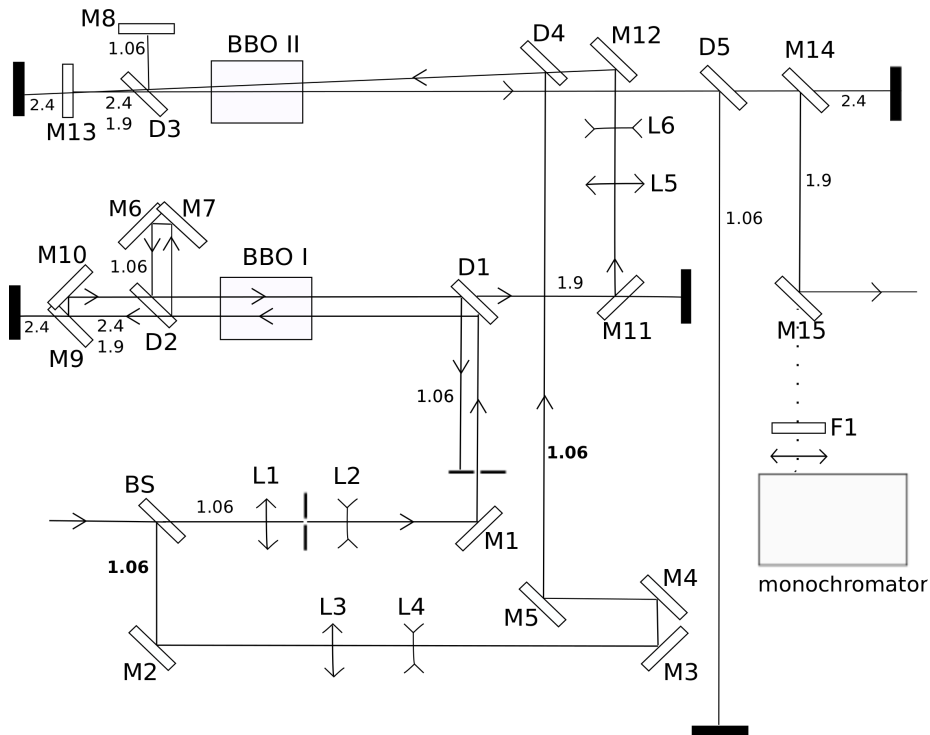 M8
1.06
BBO II
D4
M12
D5
M14
2.4
M13
2.4
1.9
D3
L6
2.4
L5
1.9
M6
M7
1.06
1.06
M10
BBO I
D1
1.9
2.4
M9
2.4
1.9
D2
M11
M15
1.06
F1
1.06
BS
L1
L2
1.06
M1
1.06
monochromator
L3
L4
M4
M5
M2
M3